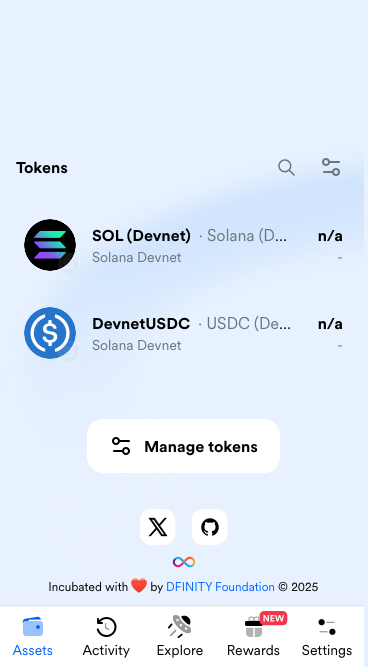 Tokens
SOL (Devnet) · Solana (D... n/a
Solana Devnet -
DevnetUSDC · USDC (De... n/a
Solana Devnet -
Manage tokens
Incubated with ❤️ by DFINITY Foundation © 2025
NEW
Assets Activity Explore Rewards Settings